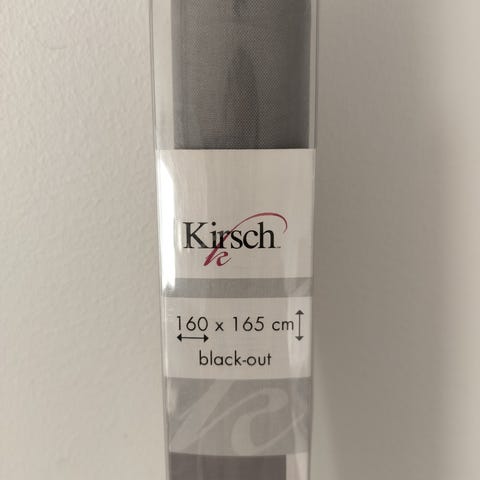 Kirsch
k
160 x 165 cm
black-out
k